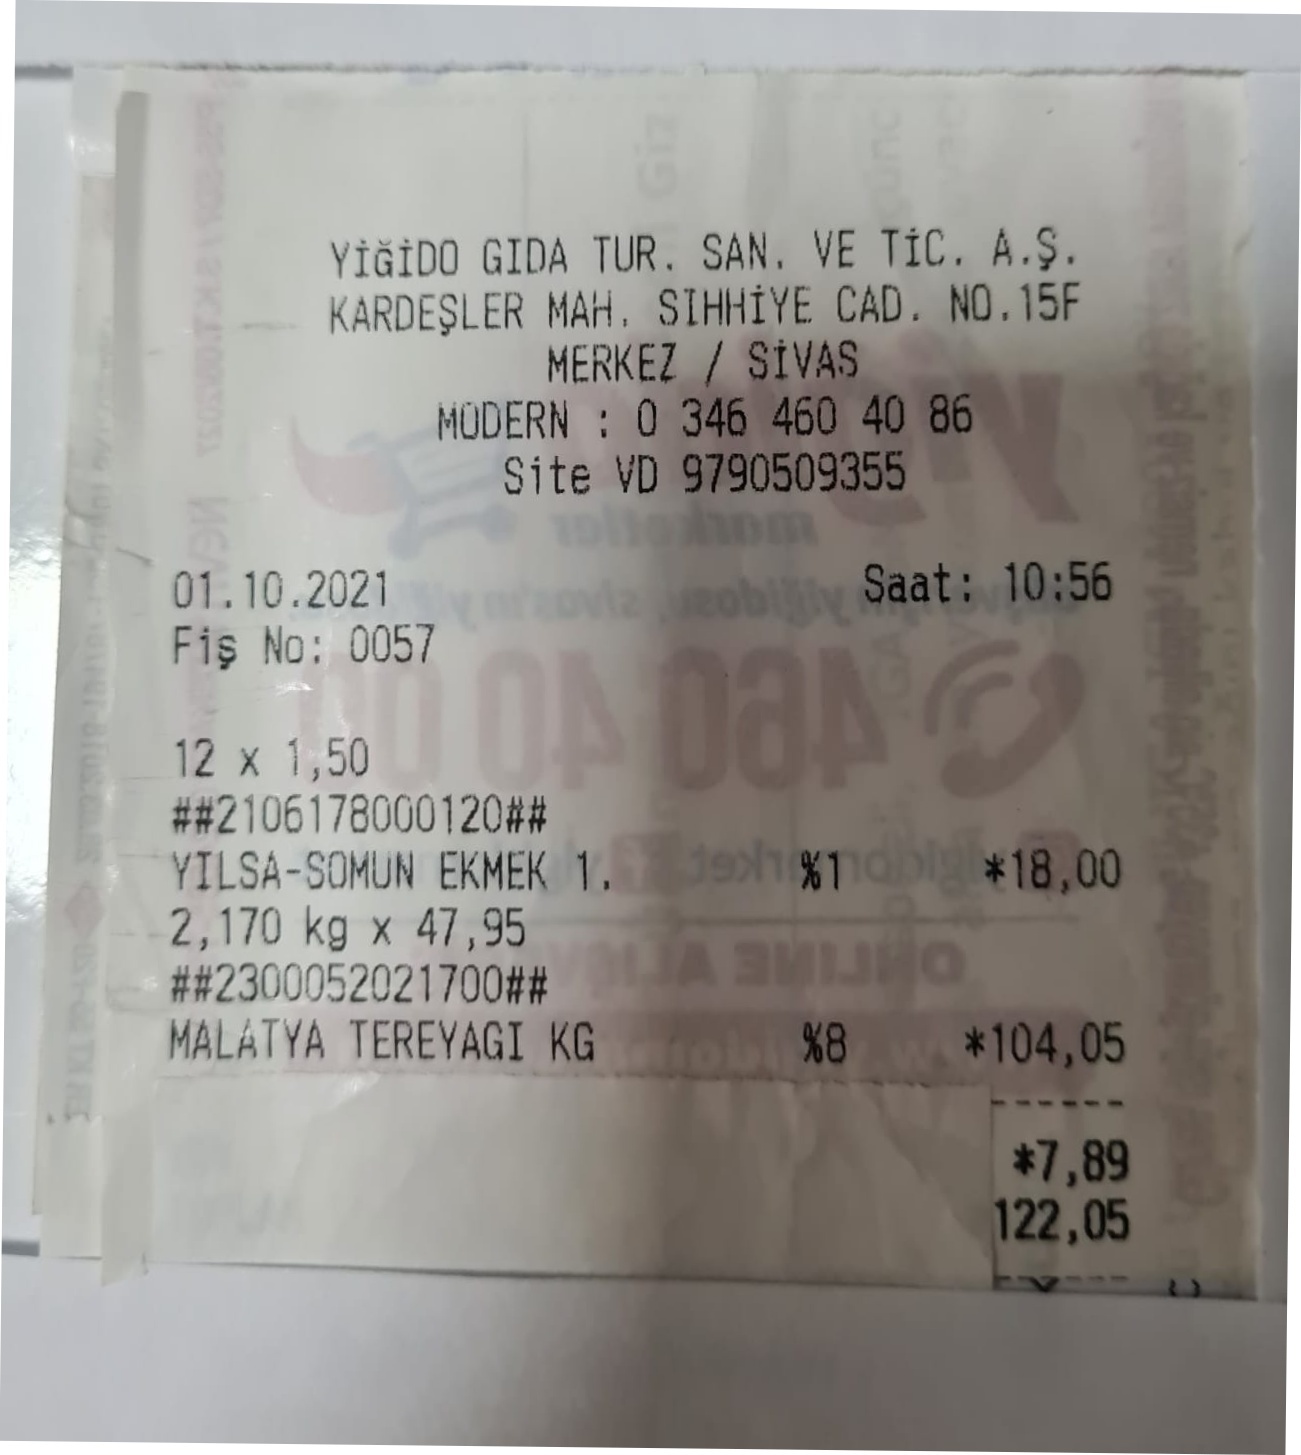 YİĞİDO GIDA TUR. SAN. VE TİC. A.Ş.
KARDEŞLER MAH. SIHHİYE CAD. NO.15F
MERKEZ / SİVAS
MODERN : 0 346 460 40 86
Site VD 9790509355
01.10.2021 Saat: 10:56
Fiş No: 0057
12 x 1,50
##2106178000120##
YILSA-SOMUN EKMEK 1. %1 *18,00
2,170 kg x 47,95
##2300052021700##
MALATYA TEREYAGI KG %8 *104,05
------
*7,89
122,05